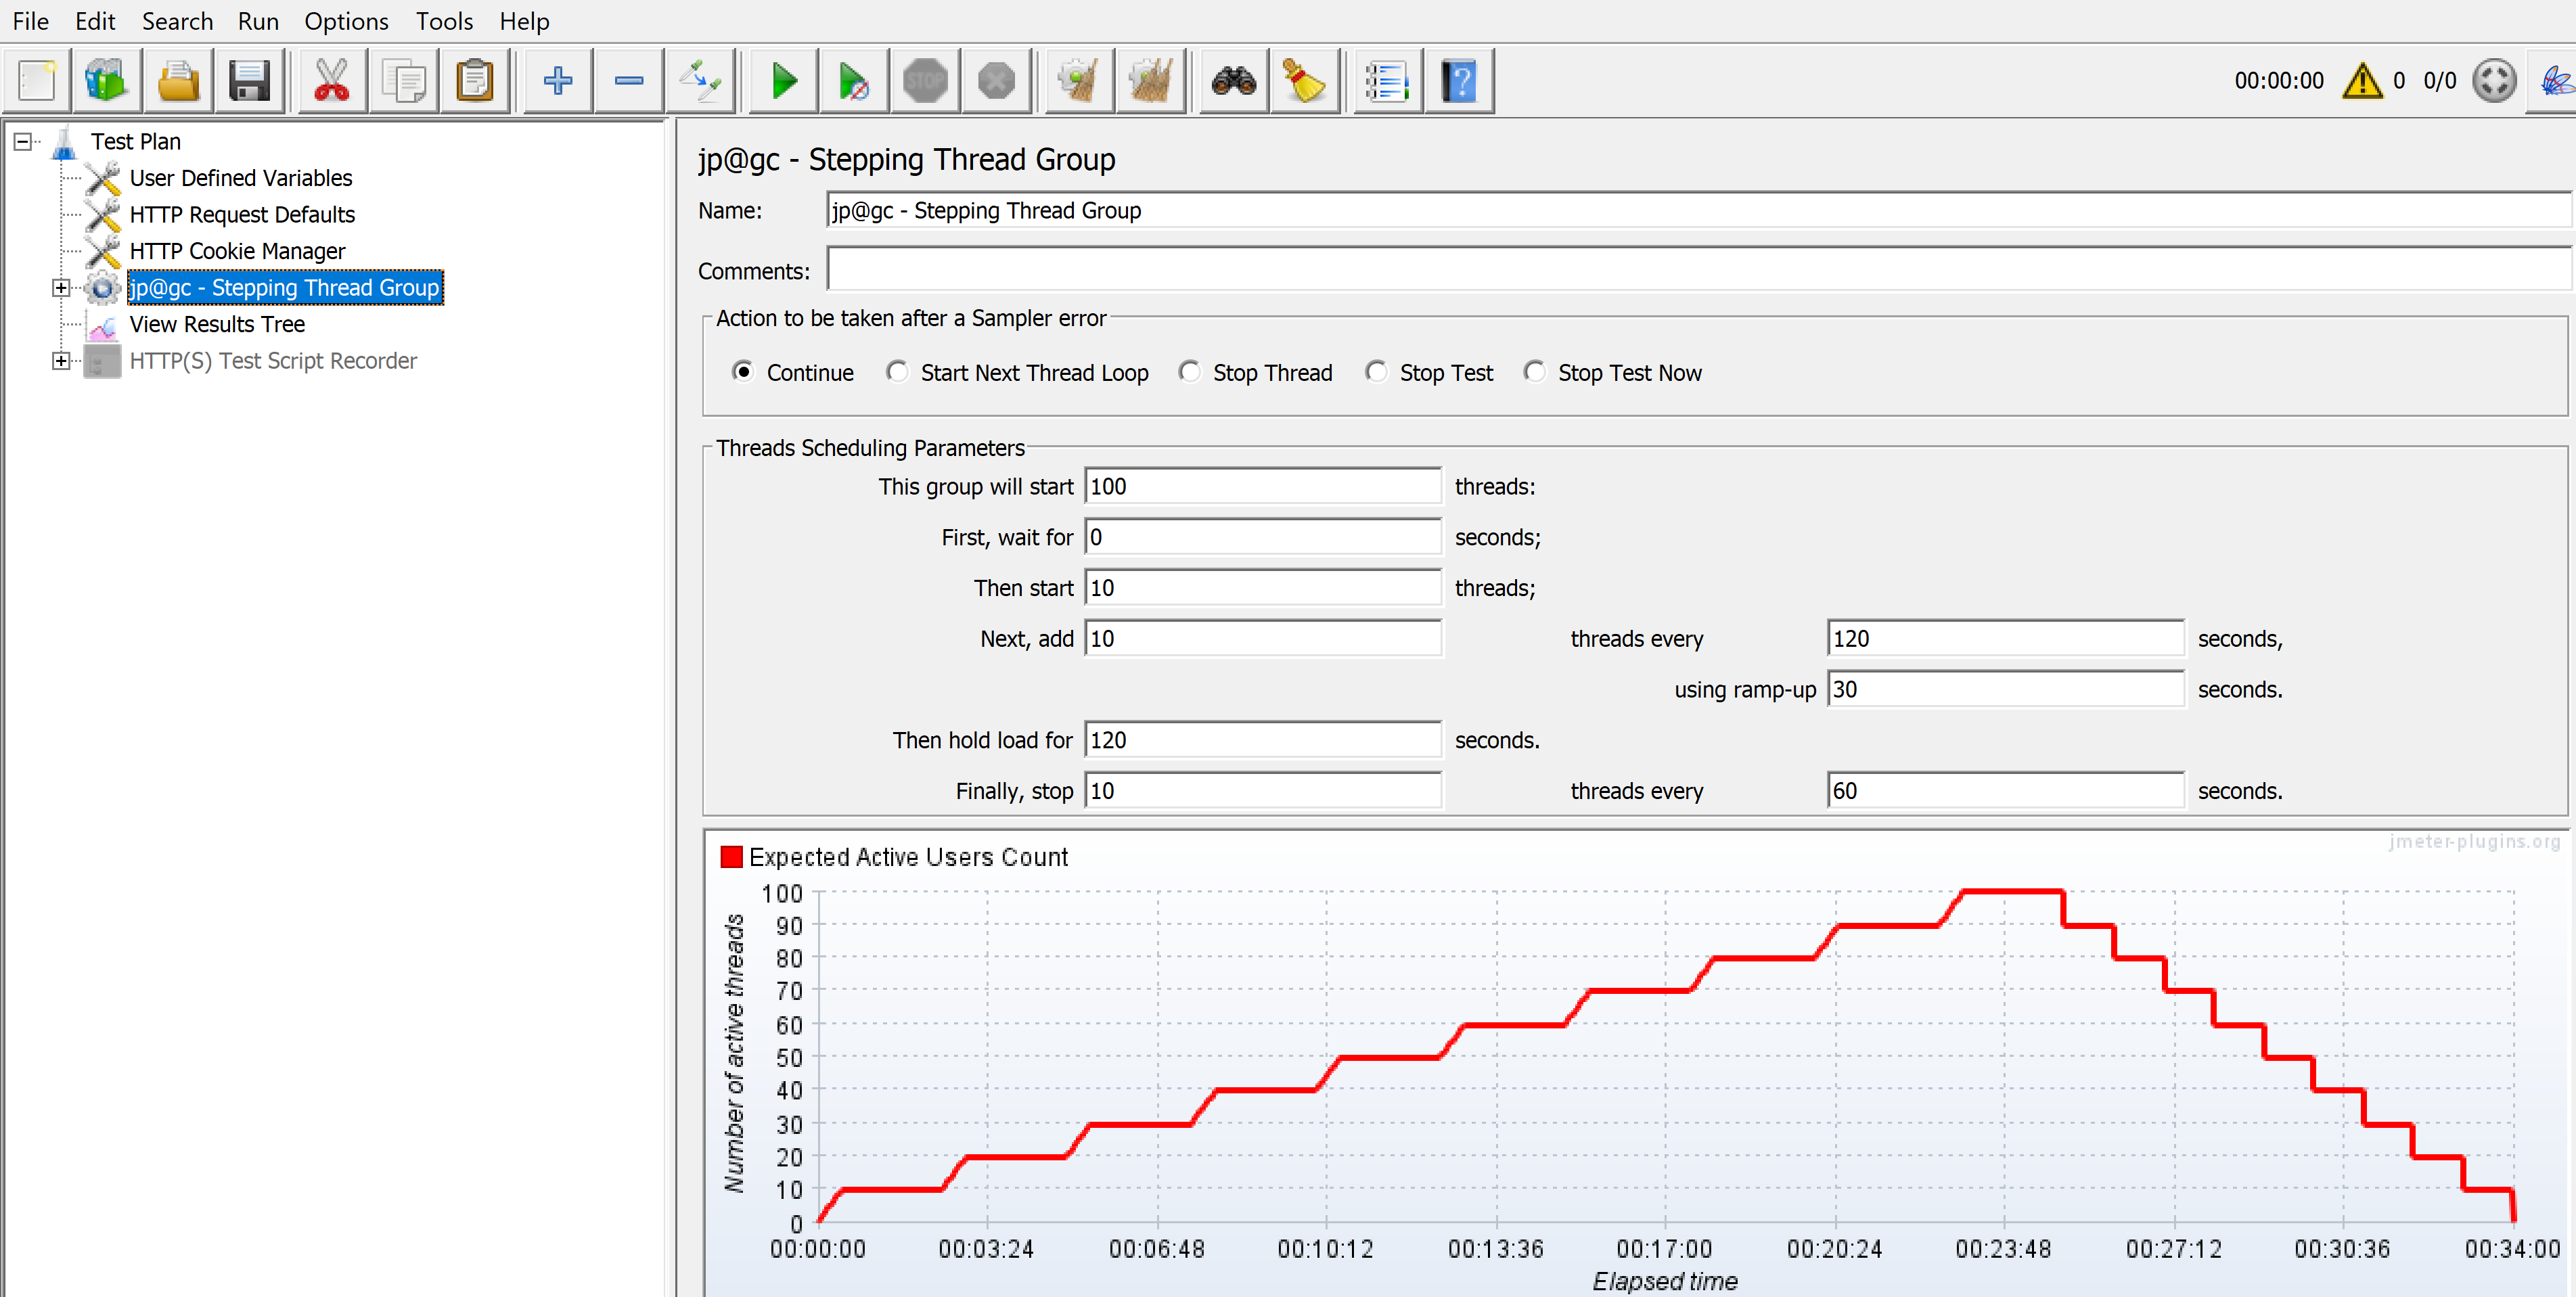 File Edit Search Run Options Tools Help
STOP
00:00:00 0 0/0
Test Plan
User Defined Variables
HTTP Request Defaults
HTTP Cookie Manager
jp@gc - Stepping Thread Group
View Results Tree
HTTP(S) Test Script Recorder
jp@gc - Stepping Thread Group
Name: jp@gc - Stepping Thread Group
Comments:
Action to be taken after a Sampler error
Continue Start Next Thread Loop Stop Thread Stop Test Stop Test Now
Threads Scheduling Parameters
This group will start 100 threads:
First, wait for 0 seconds;
Then start 10 threads;
Next, add 10 threads every 120 seconds,
using ramp-up 30 seconds.
Then hold load for 120 seconds.
Finally, stop 10 threads every 60 seconds.
jmeter-plugins.org
Expected Active Users Count
Number of active threads
100
90
80
70
60
50
40
30
20
10
0
00:00:00 00:03:24 00:06:48 00:10:12 00:13:36 00:17:00 00:20:24 00:23:48 00:27:12 00:30:36 00:34:00
Elapsed time